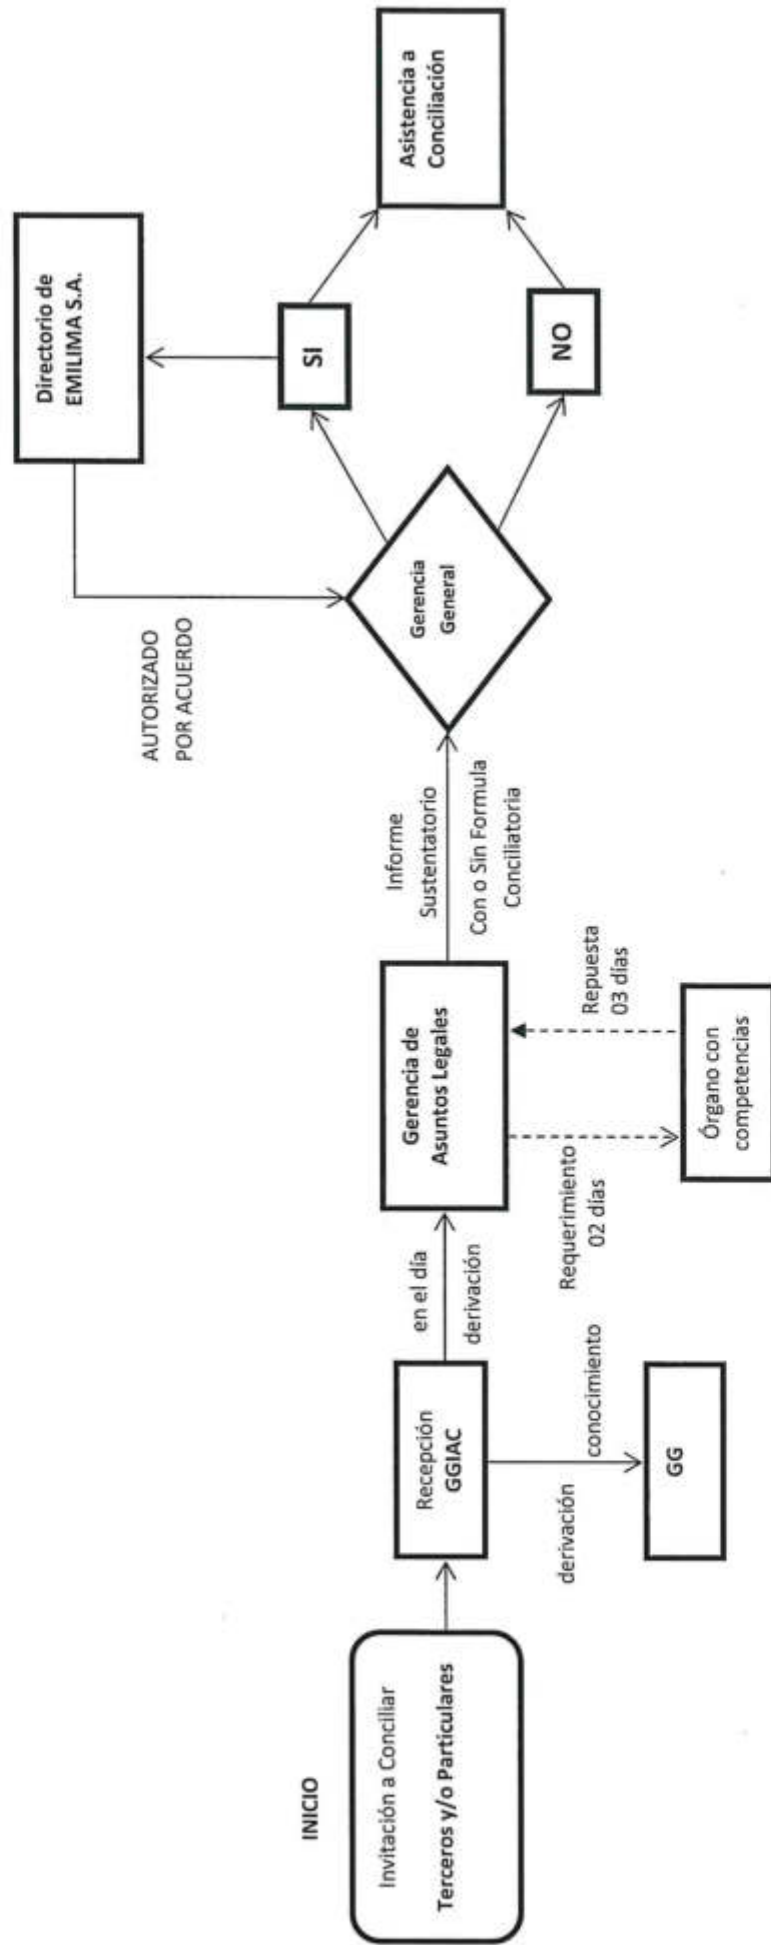 INICIO
Invitación a Conciliar
Terceros y/o Particulares
Recepción
GGIAC
derivación
conocimiento
GG
en el día
derivación
Gerencia de
Asuntos Legales
Requerimiento
02 días
Repuesta
03 días
Órgano con
competencias
Informe
Sustentatorio
Con o Sin Formula
Conciliatoria
Gerencia
General
AUTORIZADO
POR ACUERDO
Directorio de
EMILIMA S.A.
SI
NO
Asistencia a
Conciliación